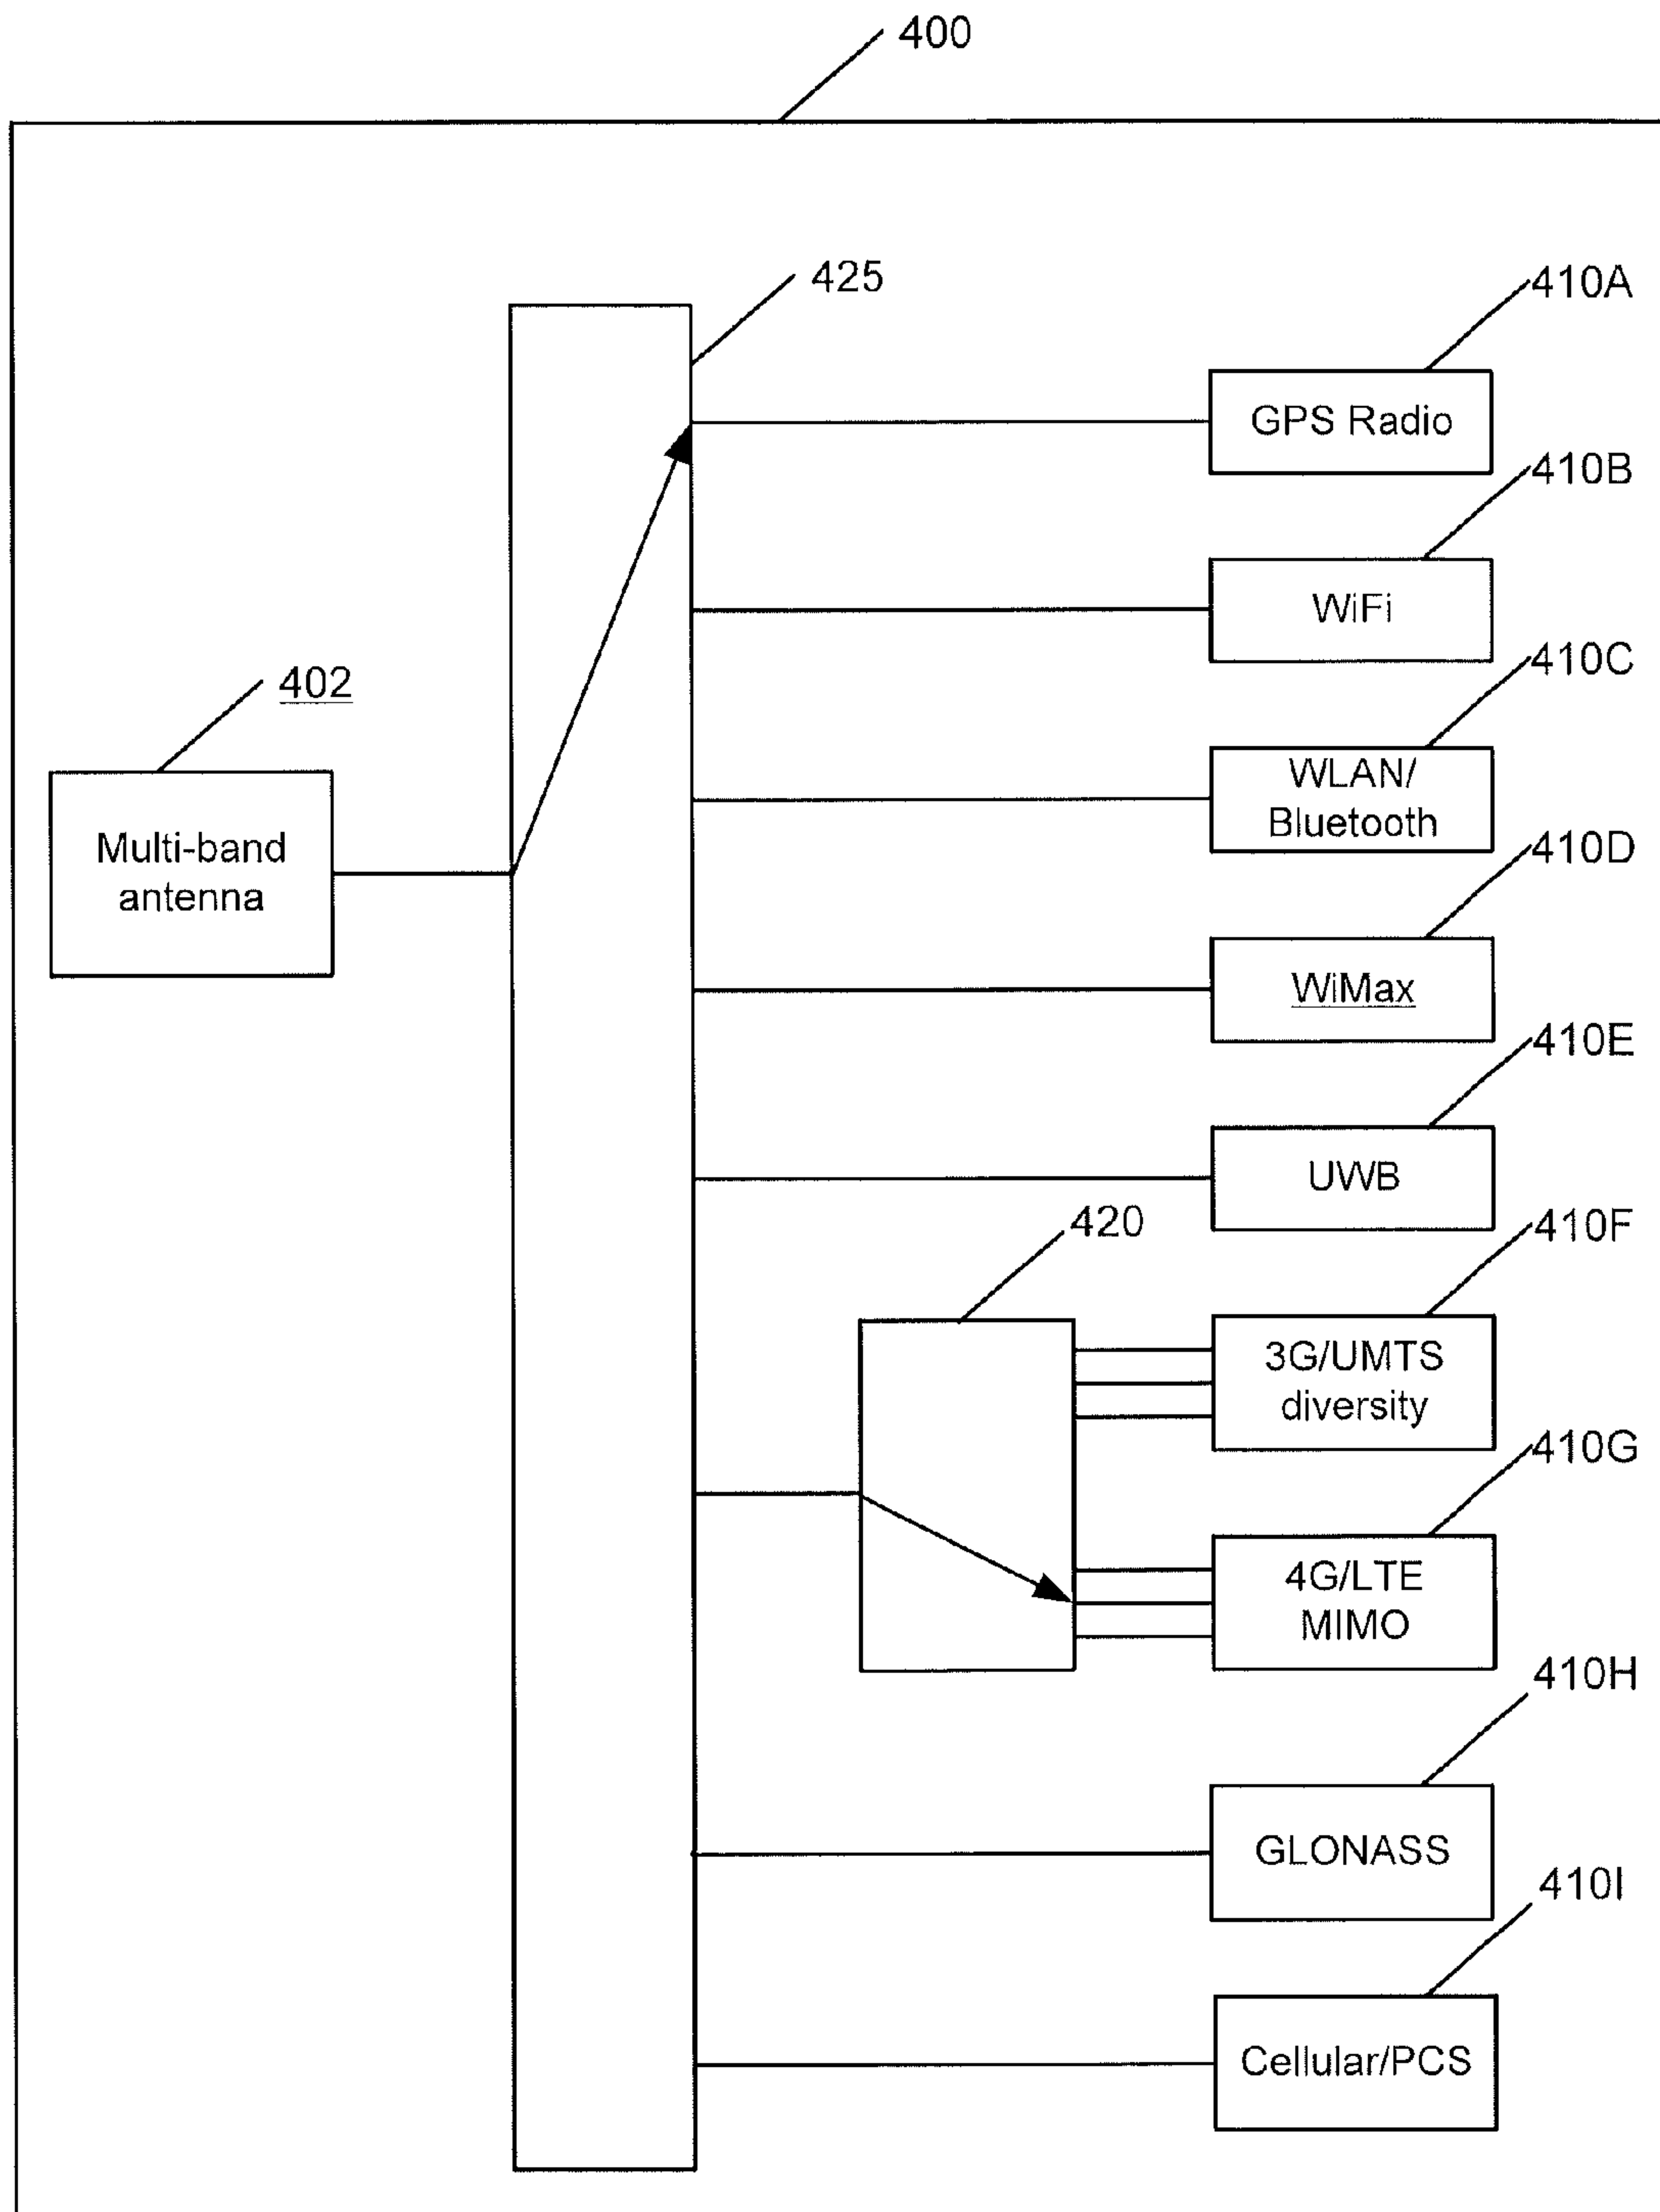 400
425
410A
GPS Radio
410B
WiFi
402
410C
Multi-band
antenna
WLAN/
Bluetooth
410D
WiMax
410E
UWB
420
410F
3G/UMTS
diversity
410G
4G/LTE
MIMO
410H
GLONASS
410I
Cellular/PCS